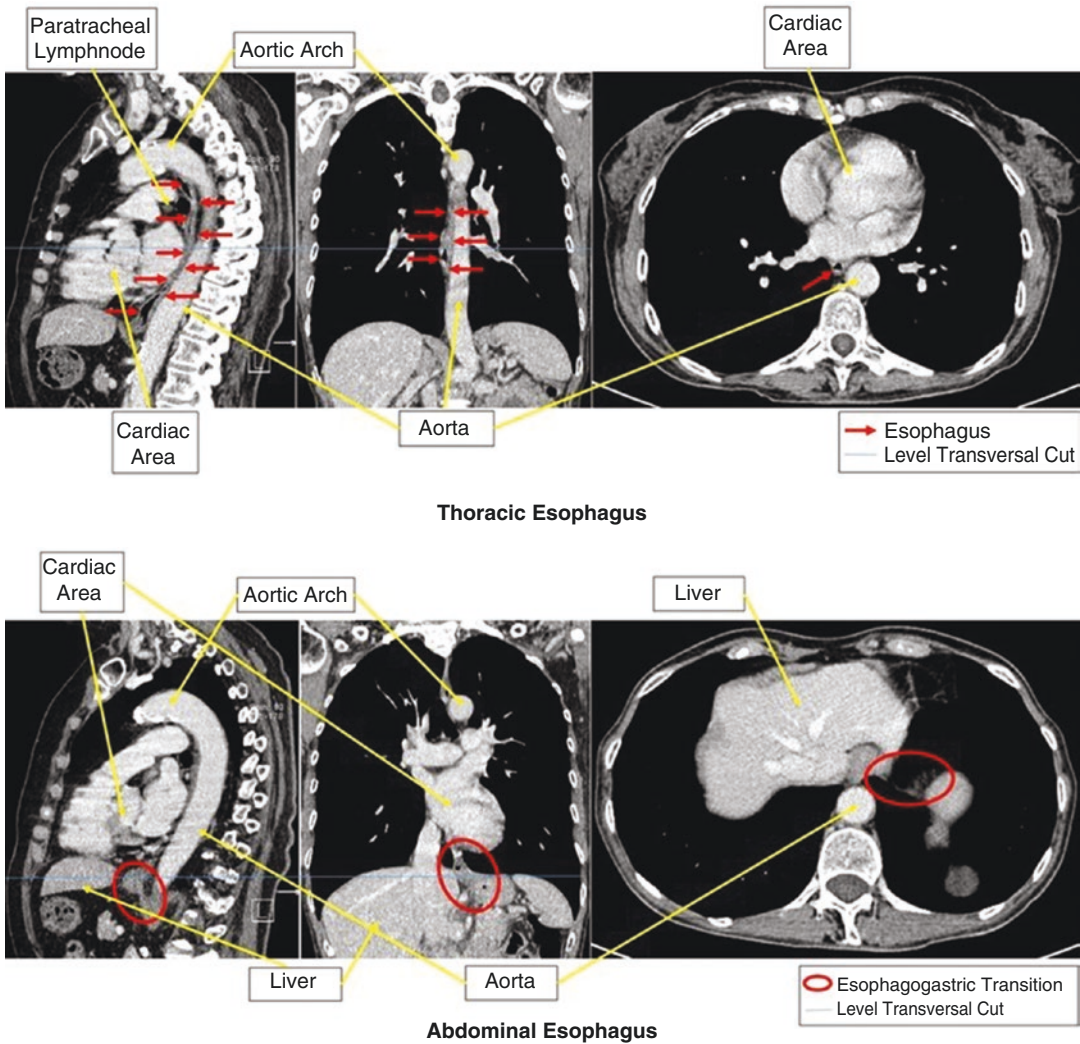 Paratracheal
Lymphnode
Aortic Arch
Cardiac
Area
Cardiac
Area
Aorta
Esophagus
Level Transversal Cut
Thoracic Esophagus
Cardiac
Area
Aortic Arch
Liver
Liver
Aorta
Esophagogastric Transition
Level Transversal Cut
Abdominal Esophagus